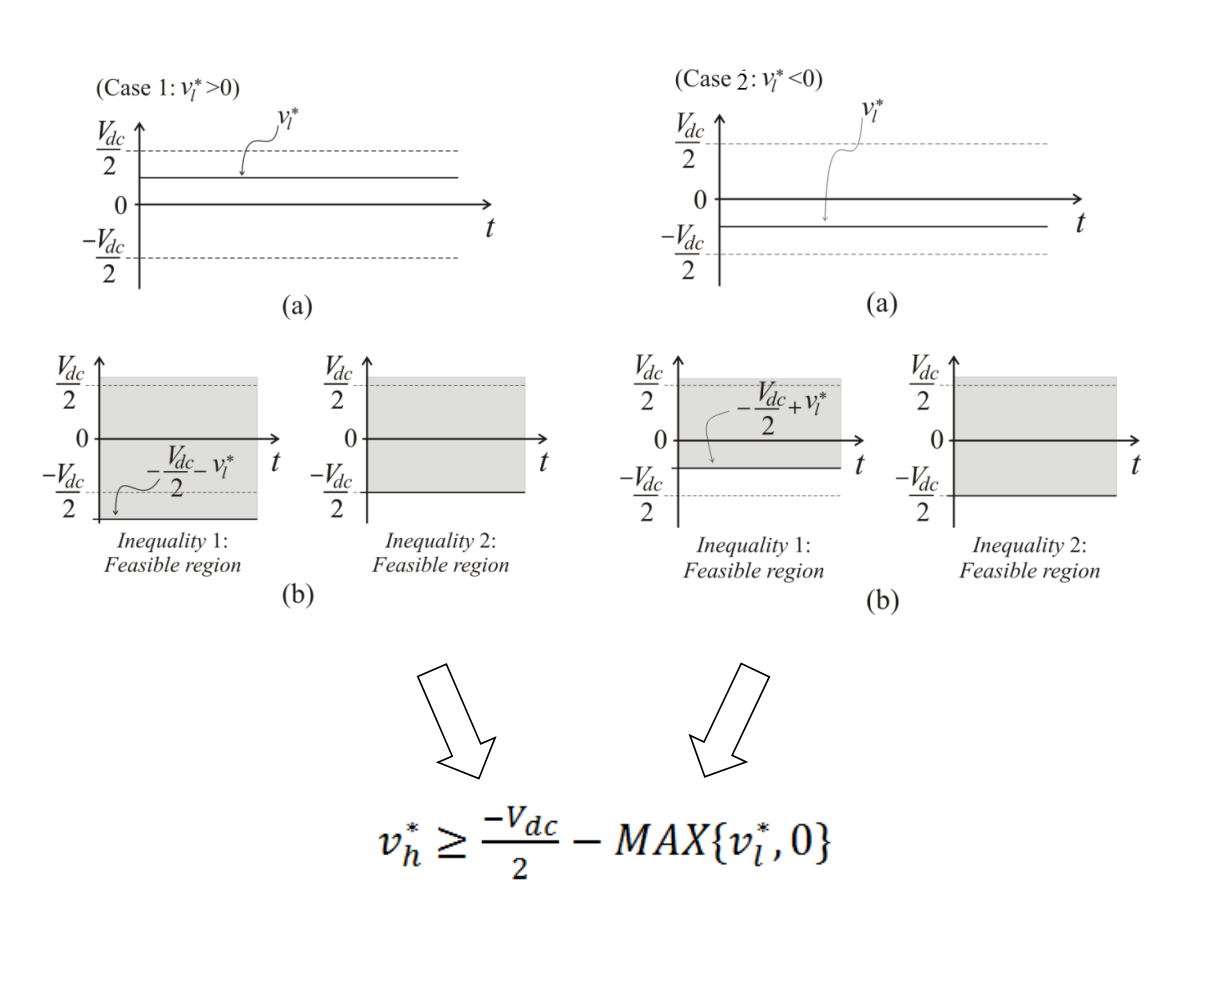 (Case 1: v_l^* >0)
v_l^*
V_dc/2
0
-V_dc/2
t
(a)
(Case 2: v_l^* <0)
v_l^*
V_dc/2
0
-V_dc/2
t
(a)
V_dc/2
0
-V_dc/2
-V_dc/2 - v_l^*
t
Inequality 1:
Feasible region
V_dc/2
0
-V_dc/2
t
Inequality 2:
Feasible region
(b)
V_dc/2
0
-V_dc/2
-V_dc/2 + v_l^*
t
Inequality 1:
Feasible region
V_dc/2
0
-V_dc/2
t
Inequality 2:
Feasible region
(b)
v_h^* ≥ -V_dc/2 - MAX{v_l^*, 0}